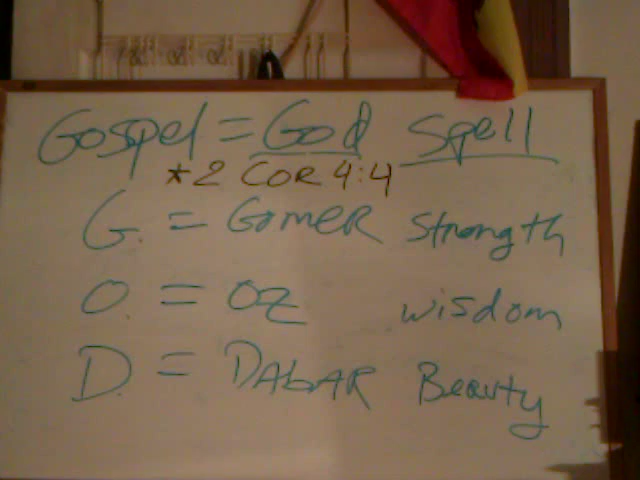 Gospel = God Spell
*2 COR 4:4
G. = GOMER Strength
O. = OZ wisdom
D. = DAbAR Beauty